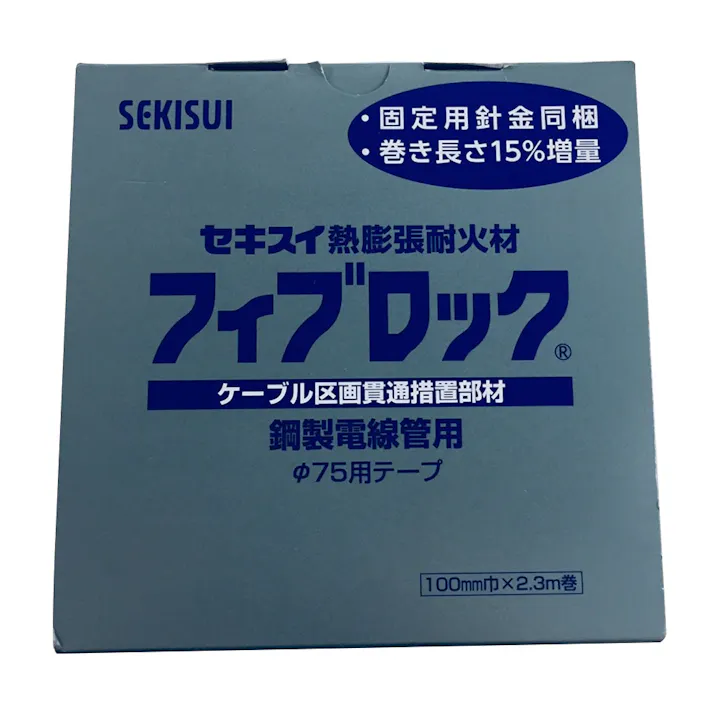 SEKISUI
・固定用針金同梱
・巻き長さ15%増量
セキスイ熱膨張耐火材
フィブロック®
ケーブル区画貫通措置部材
鋼製電線管用
φ75用テープ
100mm巾×2.3m巻